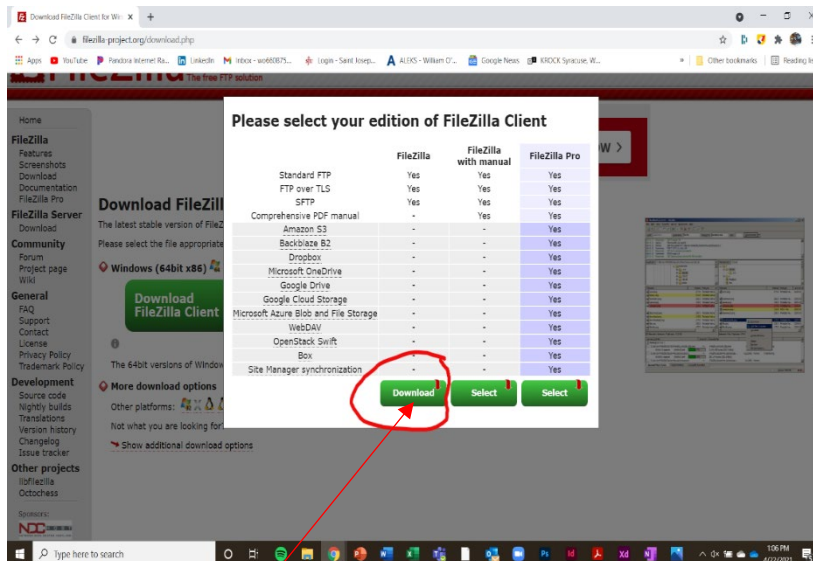 Download FileZilla Client for Win
filezilla-project.org/download.php
Apps YouTube Pandora Internet Ra... LinkedIn Inbox - wo660875... Login - Saint Josep... ALEKS - William O'... Google News KROCK Syracuse, W... » Other bookmarks Reading
The free FTP solution
Home
FileZilla
Features
Screenshots
Download
Documentation
FileZilla Pro
FileZilla Server
Download
Community
Forum
Project page
Wiki
General
FAQ
Support
Contact
License
Privacy Policy
Trademark Policy
Development
Source code
Nightly builds
Translations
Version history
Changelog
Issue tracker
Other projects
libfilezilla
Octochess
Sponsors:
NDC
Download FileZill
The latest stable version of FileZ
Please select the file appropriate
Windows (64bit x86)
Download
FileZilla Client
The 64bit versions of Window
More download options
Other platforms:
Not what you are looking for?
Show additional download options
W >
Please select your edition of FileZilla Client
FileZilla FileZilla with manual FileZilla Pro
Standard FTP Yes Yes Yes
FTP over TLS Yes Yes Yes
SFTP Yes Yes Yes
Comprehensive PDF manual - Yes Yes
Amazon S3 - - Yes
Backblaze B2 - - Yes
Dropbox - - Yes
Microsoft OneDrive - - Yes
Google Drive - - Yes
Google Cloud Storage - - Yes
Microsoft Azure Blob and File Storage - - Yes
WebDAV - - Yes
OpenStack Swift - - Yes
Box - - Yes
Site Manager synchronization - - Yes
Download Select Select
Type here to search
1:06 PM
4/22/2021